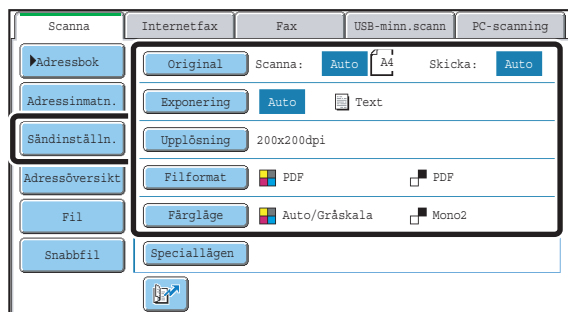 Scanna Internetfax Fax USB-minn.scann PC-scanning
Adressbok Original Scanna: Auto A4 Skicka: Auto
Adressinmatn. Exponering Auto Text
Sändinställn. Upplösning 200x200dpi
Adressöversikt Filformat PDF PDF
Fil Färgläge Auto/Gråskala Mono2
Snabbfil Speciallägen